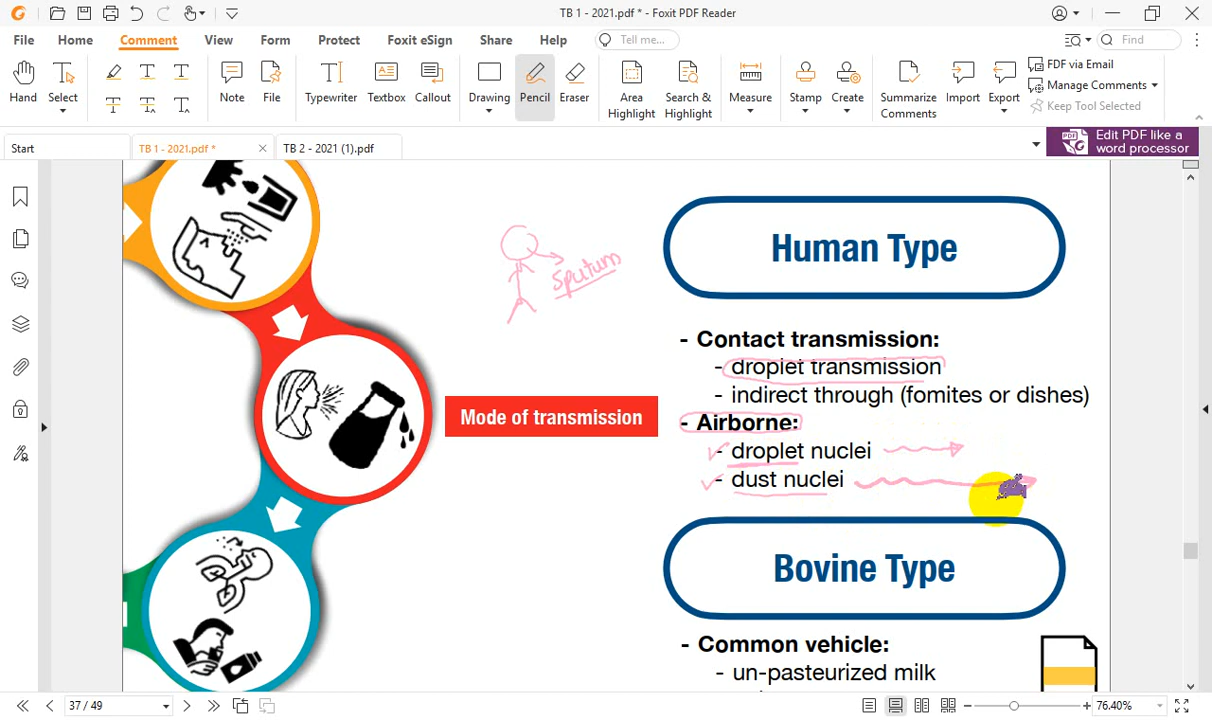 TB 1 - 2021.pdf * - Foxit PDF Reader
File Home Comment View Form Protect Foxit eSign Share Help Tell me... Find
Hand Select Note File Typewriter Textbox Callout Drawing Pencil Eraser Area Highlight Search & Highlight Measure Stamp Create Summarize Comments Import Export
PDF via Email
Manage Comments
Keep Tool Selected
Start TB 1 - 2021.pdf * TB 2 - 2021 (1).pdf
Edit PDF like a
word processor
Human Type
Sputum
- Contact transmission:
- droplet transmission
- indirect through (fomites or dishes)
Mode of transmission
- Airborne:
- droplet nuclei
- dust nuclei
Bovine Type
- Common vehicle:
- un-pasteurized milk
37 / 49 76.40%